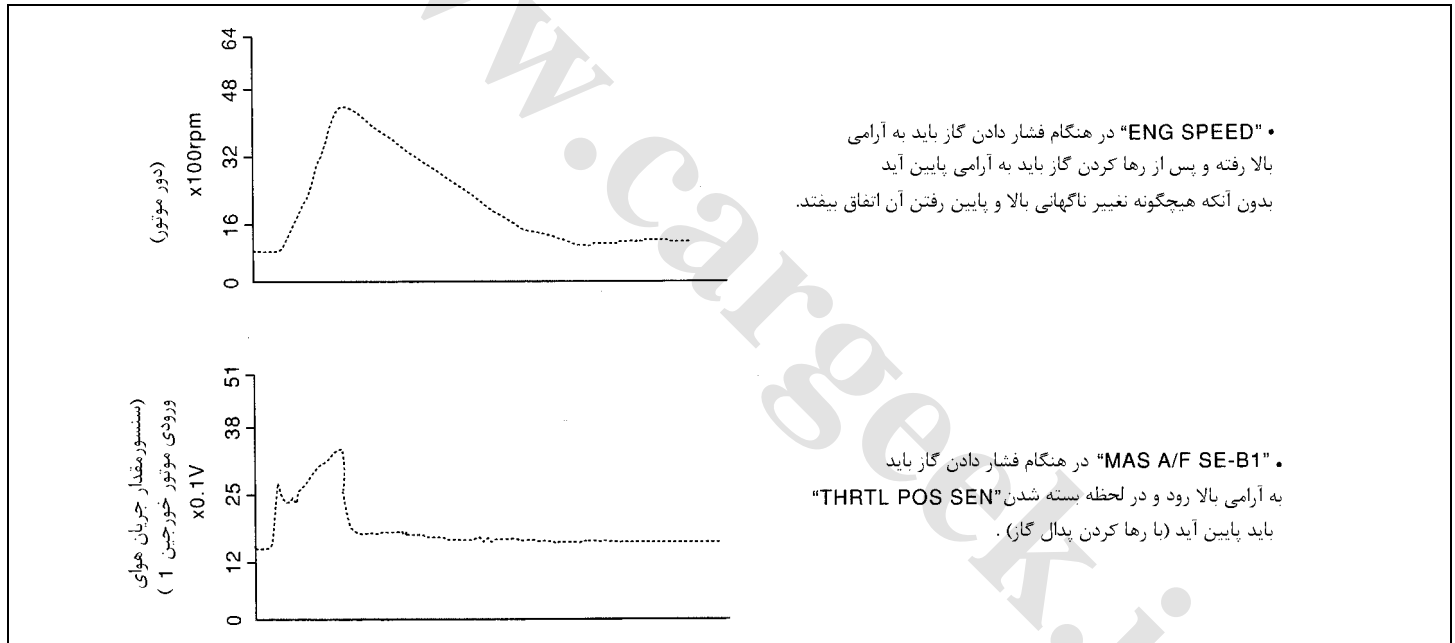 64
48
32
16
0
x100rpm
(دور موتور)
• "ENG SPEED" در هنگام فشار دادن گاز باید به آرامی
بالا رفته و پس از رها کردن گاز باید به آرامی پایین آید
بدون آنکه هیچگونه تغییر ناگهانی بالا و پایین رفتن آن اتفاق بیفتد.
51
38
25
12
0
x0.1V
(سنسورمقدار جریان هوای
ورودی موتور خورجین 1 )
• "MAS A/F SE-B1" در هنگام فشار دادن گاز باید
به آرامی بالا رود و در لحظه بسته شدن "THRTL POS SEN"
باید پایین آید (با رها کردن پدال گاز) .
w.cargeek.i